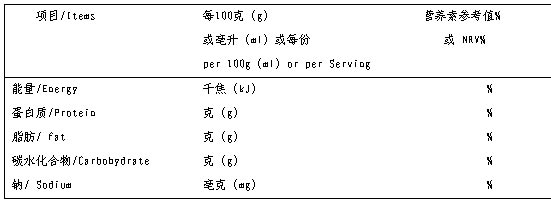 项目/Items 每100克 (g) 营养素参考值%
或毫升 (ml) 或每份 或 NRV%
per 100g (ml) or per Serving
能量/Energy 千焦 (kJ) %
蛋白质/Protein 克 (g) %
脂肪/ fat 克 (g) %
碳水化合物/Carbohydrate 克 (g) %
钠/ Sodium 毫克 (mg) %